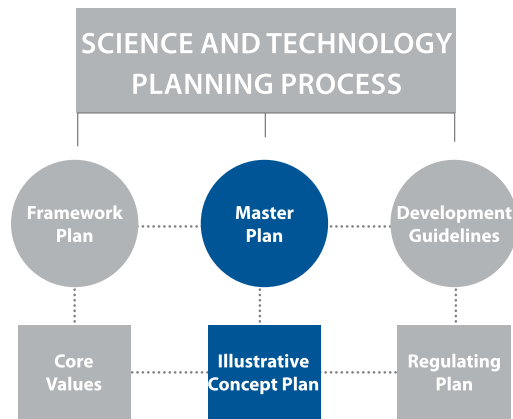 SCIENCE AND TECHNOLOGY
PLANNING PROCESS
Framework
Plan
Master
Plan
Development
Guidelines
Core
Values
Illustrative
Concept Plan
Regulating
Plan